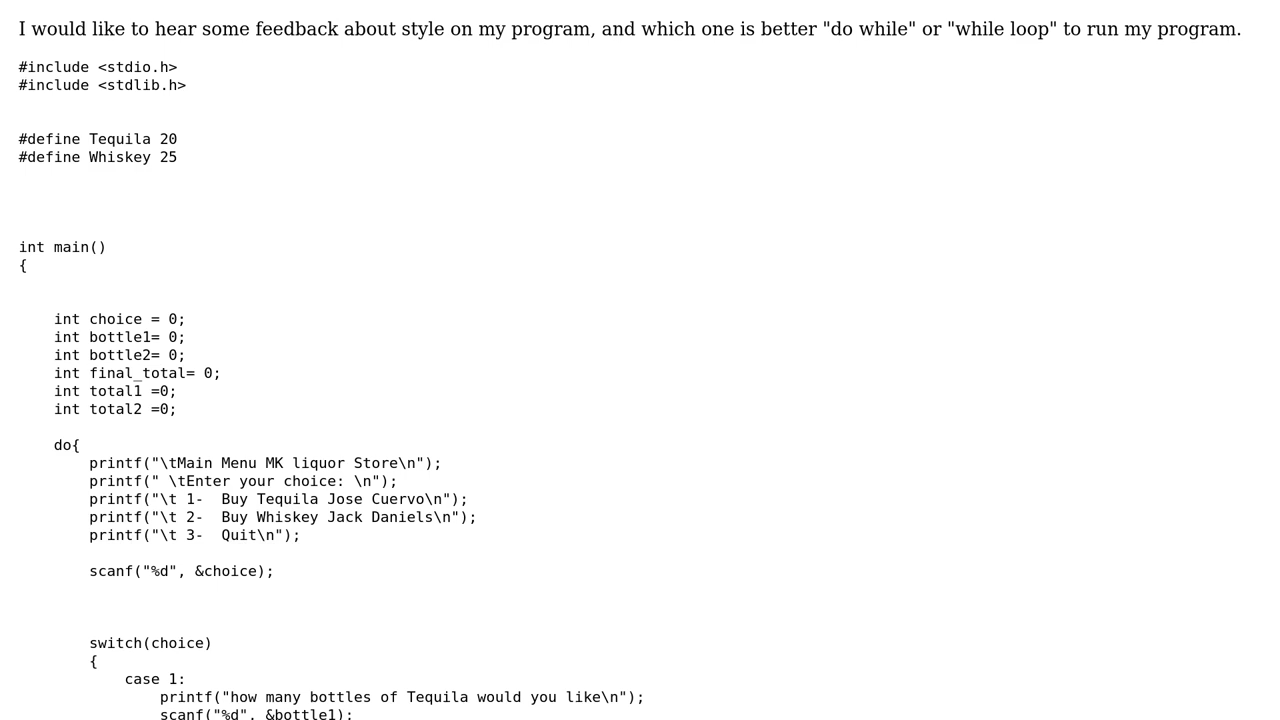 I would like to hear some feedback about style on my program, and which one is better "do while" or "while loop" to run my program.
#include <stdio.h>
#include <stdlib.h>
#define Tequila 20
#define Whiskey 25
int main()
{
    int choice = 0;
    int bottle1= 0;
    int bottle2= 0;
    int final_total= 0;
    int total1 =0;
    int total2 =0;
    do{
        printf("\tMain Menu MK liquor Store\n");
        printf(" \tEnter your choice: \n");
        printf("\t 1-  Buy Tequila Jose Cuervo\n");
        printf("\t 2-  Buy Whiskey Jack Daniels\n");
        printf("\t 3-  Quit\n");
        scanf("%d", &choice);
        switch(choice)
        {
            case 1:
                printf("how many bottles of Tequila would you like\n");
                scanf("%d", &bottle1);